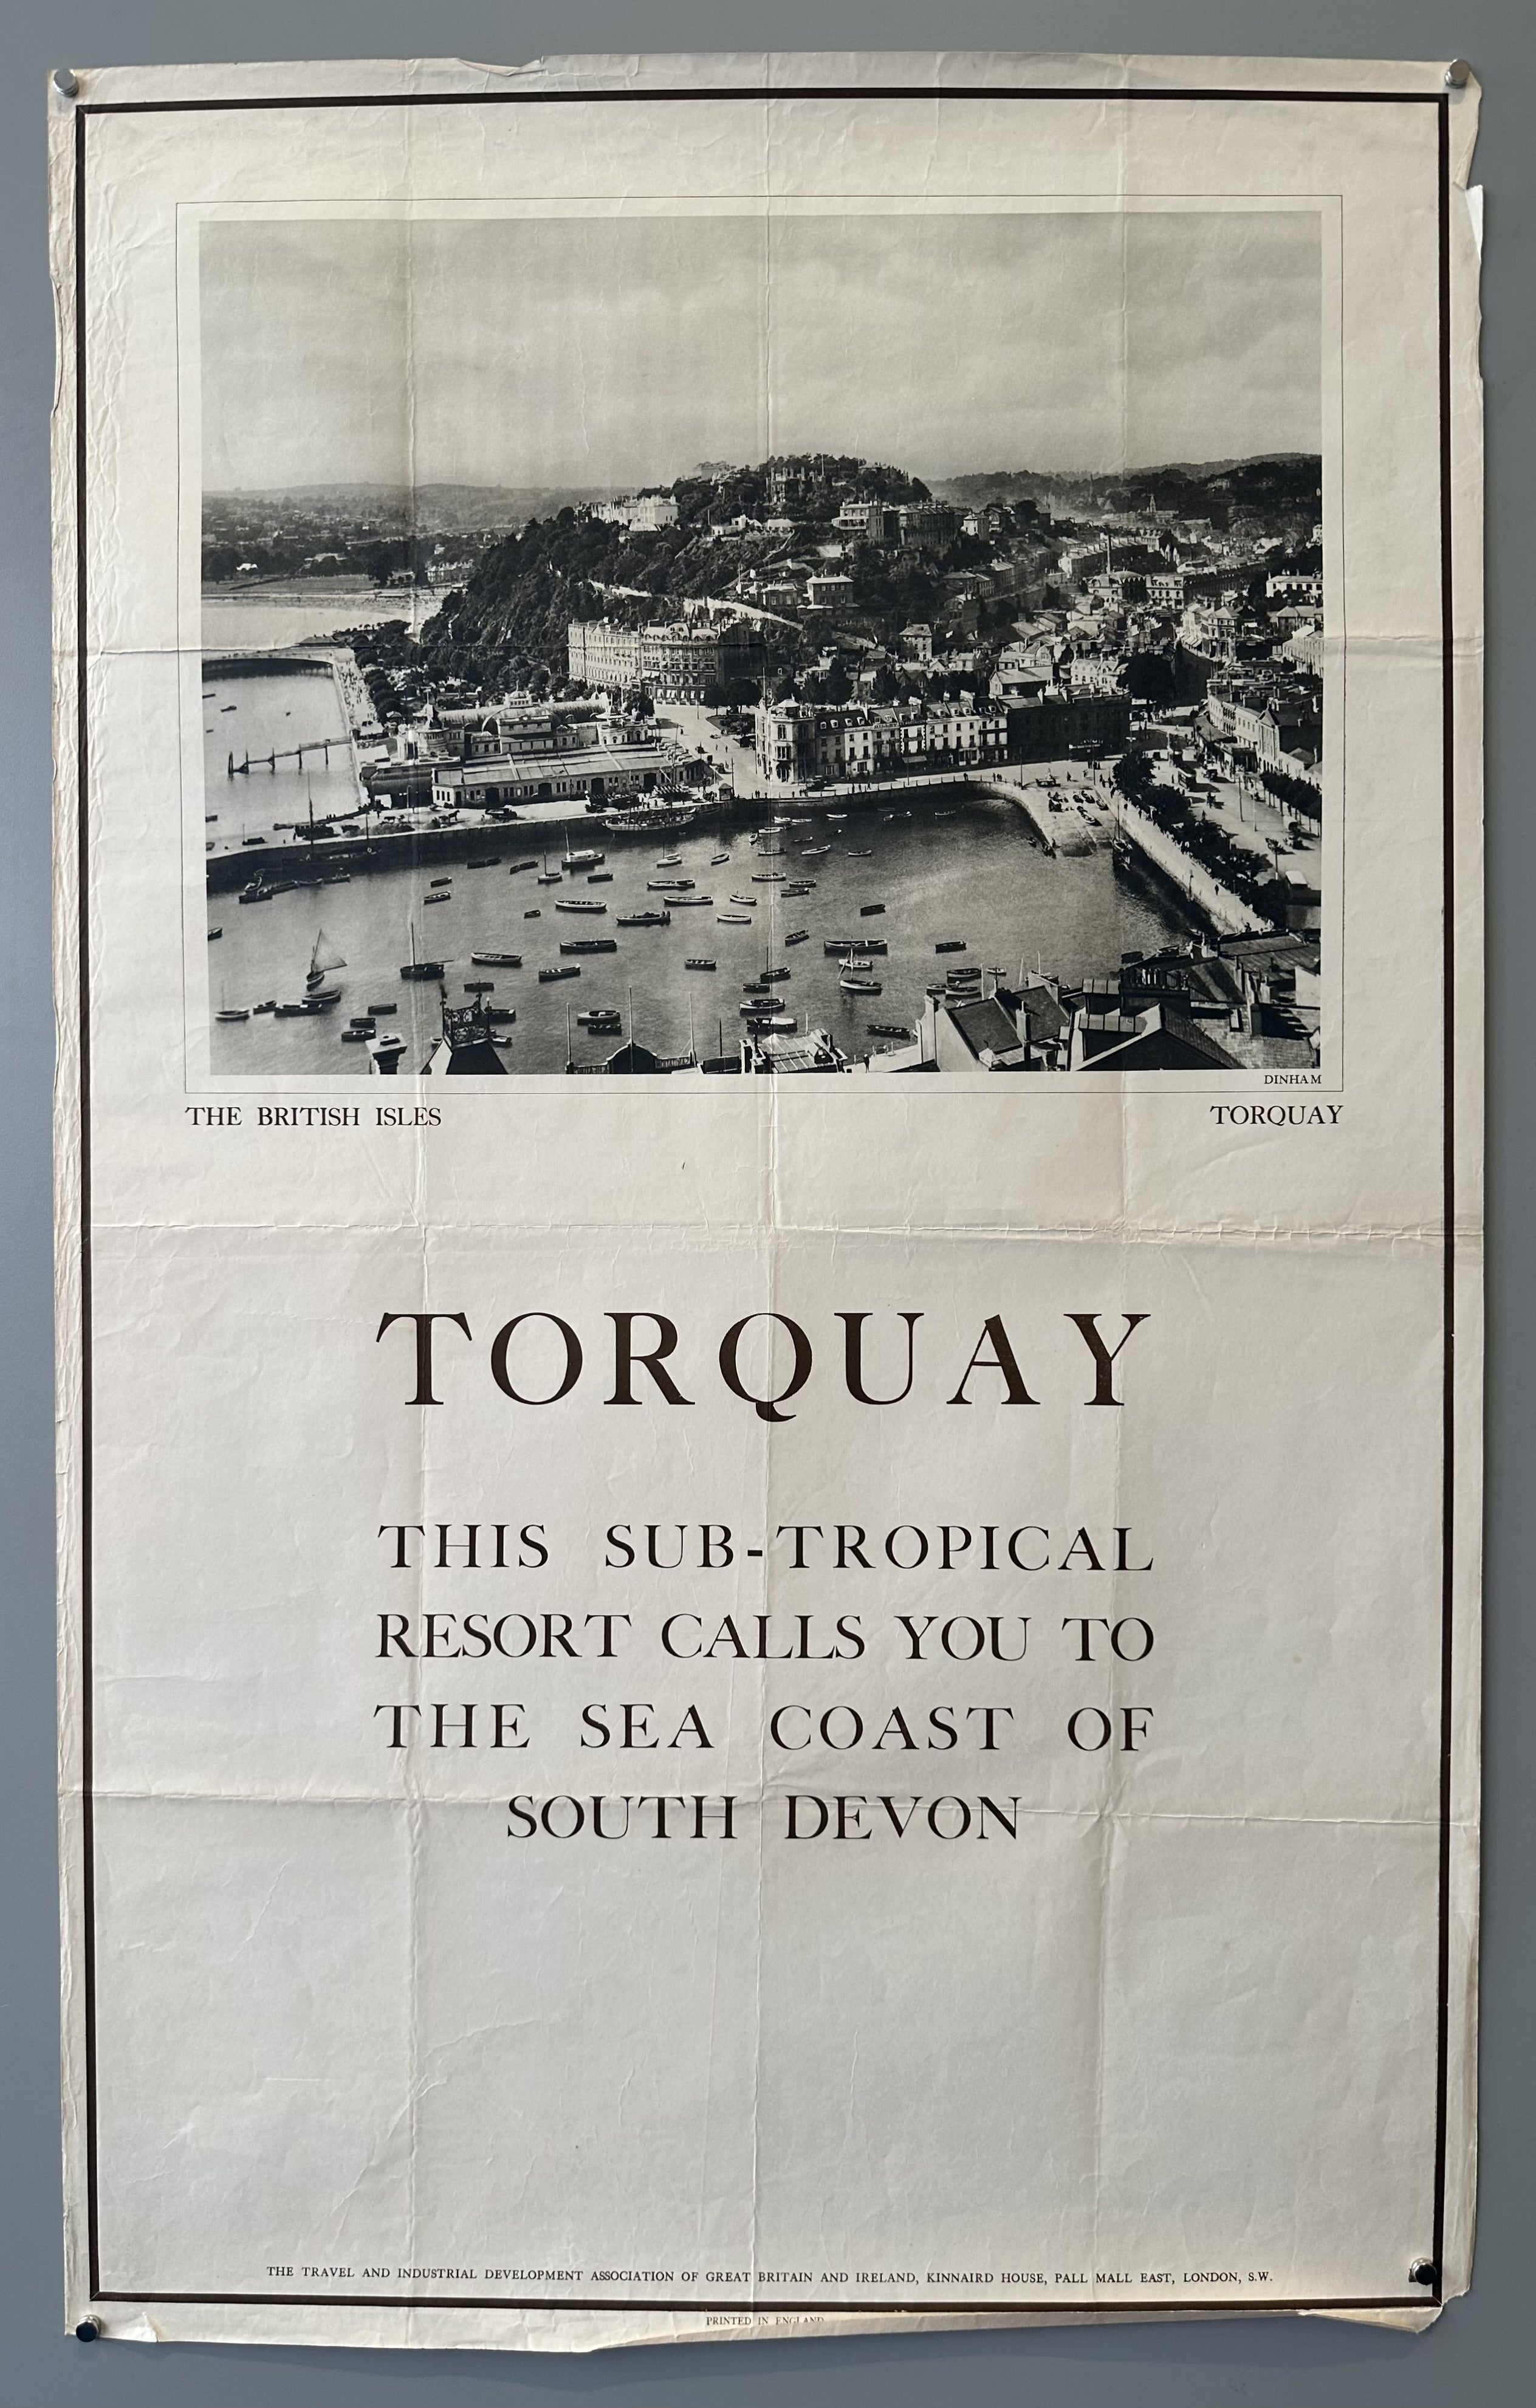 DINHAM
THE BRITISH ISLES
TORQUAY
TORQUAY
THIS SUB-TROPICAL
RESORT CALLS YOU TO
THE SEA COAST OF
SOUTH DEVON
THE TRAVEL AND INDUSTRIAL DEVELOPMENT ASSOCIATION OF GREAT BRITAIN AND IRELAND, KINNAIRD HOUSE, PALL MALL EAST, LONDON, S.W.
PRINTED IN ENGLAND